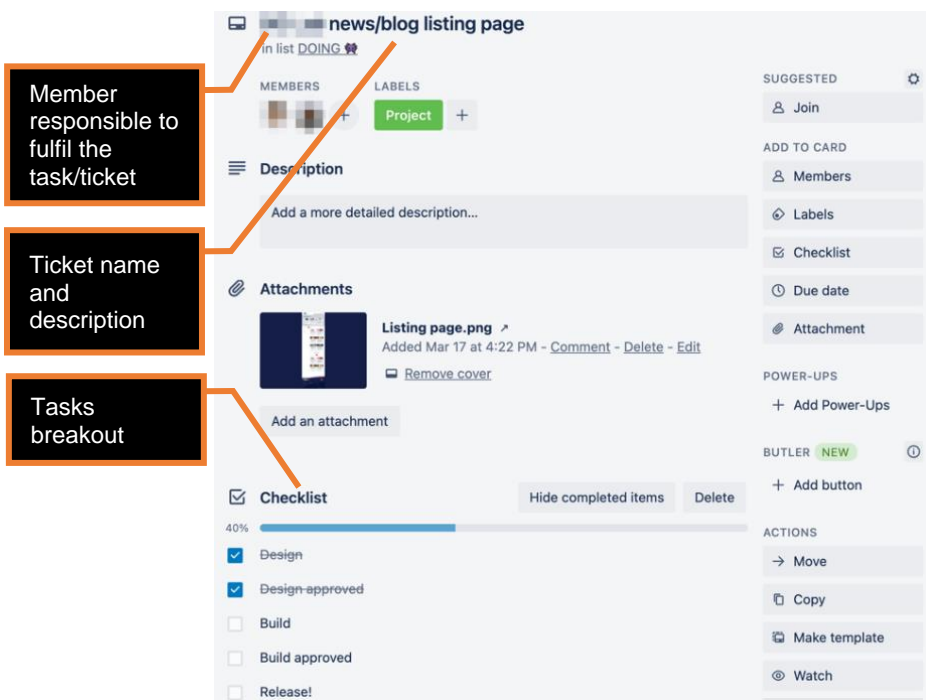 news/blog listing page
in list DOING
Member
responsible to
fulfil the
task/ticket
MEMBERS
LABELS
Project
Ticket name
and
description
Description
Add a more detailed description...
Attachments
Listing page.png ↗
Added Mar 17 at 4:22 PM - Comment - Delete - Edit
Remove cover
Add an attachment
Tasks
breakout
Checklist
Hide completed items
Delete
40%
Design
Design approved
Build
Build approved
Release!
SUGGESTED
Join
ADD TO CARD
Members
Labels
Checklist
Due date
Attachment
POWER-UPS
+ Add Power-Ups
BUTLER NEW
+ Add button
ACTIONS
→ Move
Copy
Make template
Watch